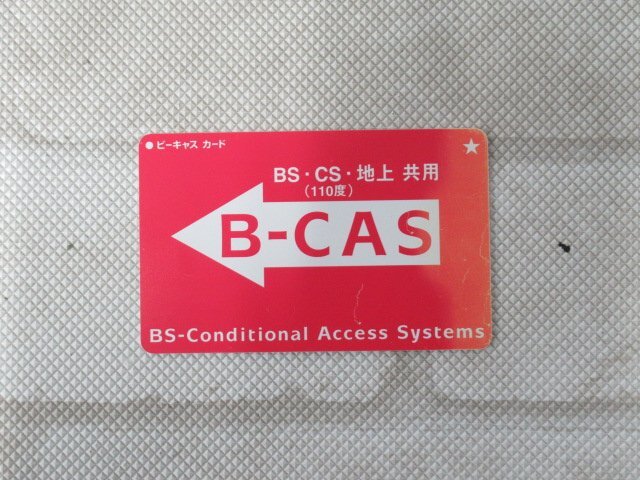 ●ビーキャス カード
★
BS・CS・地上 共用
(110度)
B-CAS
BS-Conditional Access Systems